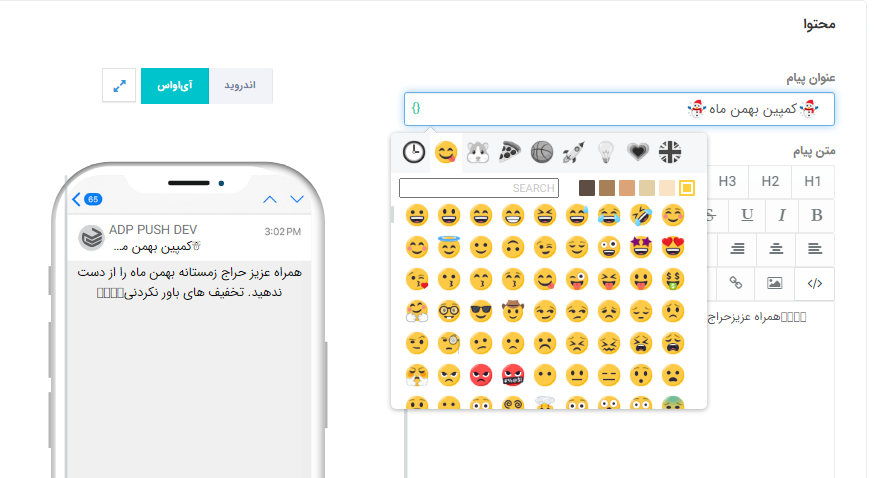 محتوا
عنوان پیام
☃کمپین بهمن ماه☃
{}
متن پیام
H1 H2 H3
B I U S
</>
▯▯▯▯همراه عزیزحراج
SEARCH
اندروید
آی‌اواس
65
ADP PUSH DEV
3:02 PM
☃کمپین بهمن م...
همراه عزیز حراج زمستانه بهمن ماه را از دست
ندهید. تخفیف های باور نکردنی▯▯▯▯